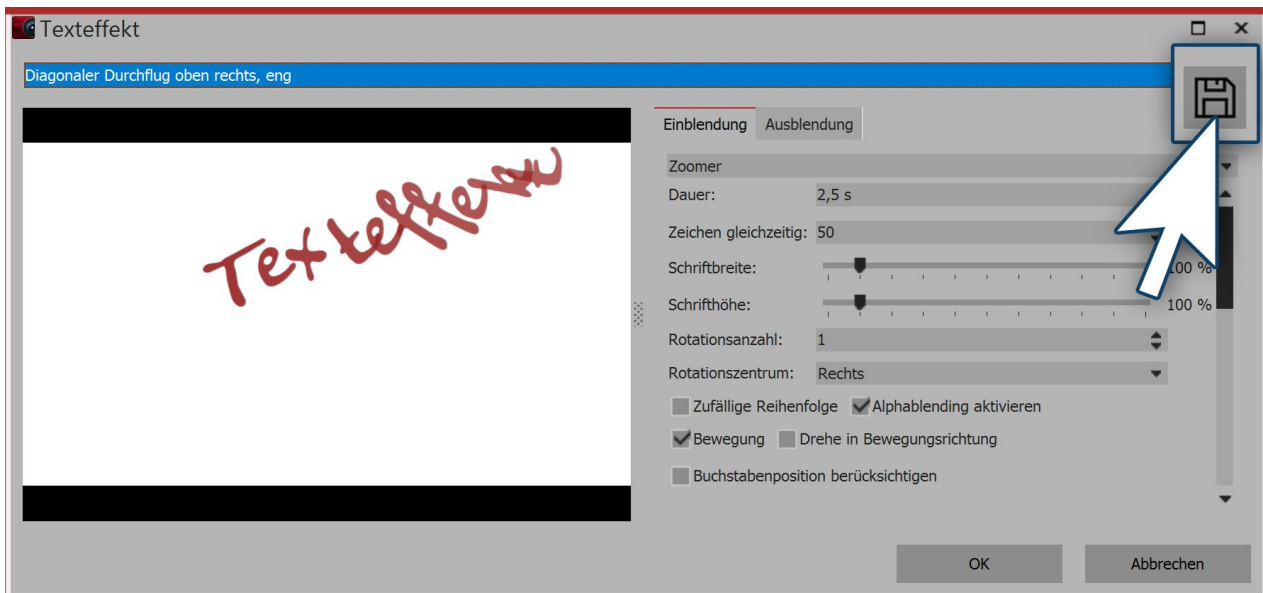 Texteffekt
Diagonaler Durchflug oben rechts, eng
Texteffe
Einblendung Ausblendung
Zoomer
Dauer: 2,5 s
Zeichen gleichzeitig: 50
Schriftbreite: 100 %
Schrifthöhe: 100 %
Rotationsanzahl: 1
Rotationszentrum: Rechts
Zufällige Reihenfolge Alphablending aktivieren
Bewegung Drehe in Bewegungsrichtung
Buchstabenposition berücksichtigen
OK Abbrechen